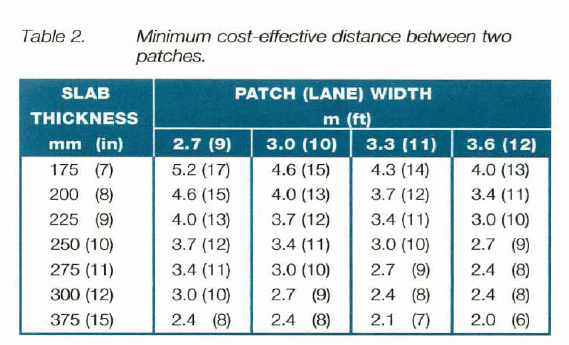 Table 2. Minimum cost-effective distance between two
patches.
SLAB PATCH (LANE) WIDTH
THICKNESS m (ft)
mm (in) 2.7 (9) 3.0 (10) 3.3 (11) 3.6 (12)
175 (7) 5.2 (17) 4.6 (15) 4.3 (14) 4.0 (13)
200 (8) 4.6 (15) 4.0 (13) 3.7 (12) 3.4 (11)
225 (9) 4.0 (13) 3.7 (12) 3.4 (11) 3.0 (10)
250 (10) 3.7 (12) 3.4 (11) 3.0 (10) 2.7 (9)
275 (11) 3.4 (11) 3.0 (10) 2.7 (9) 2.4 (8)
300 (12) 3.0 (10) 2.7 (9) 2.4 (8) 2.4 (8)
375 (15) 2.4 (8) 2.4 (8) 2.1 (7) 2.0 (6)